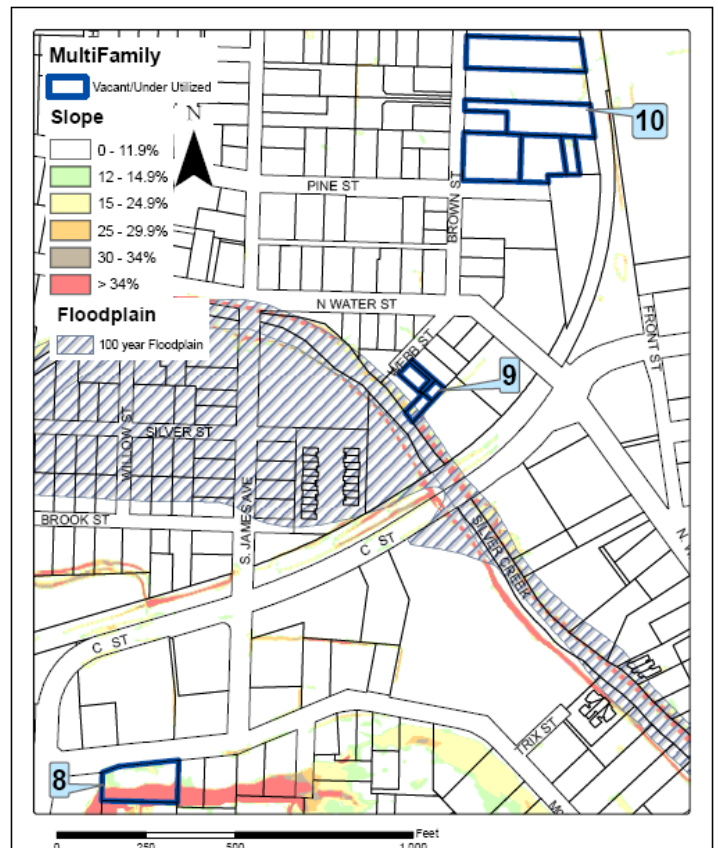 MultiFamily
Vacant/Under Utilized
Slope
N
0 - 11.9%
12 - 14.9%
15 - 24.9%
25 - 29.9%
30 - 34%
> 34%
Floodplain
100 year Floodplain
10
PINE ST
BROWN ST
N WATER ST
FRONT ST
WEBB ST
9
WILLOW ST
SILVER ST
S. JAMES AVE
BROOK ST
C ST
SILVER CREEK
C ST
TRIX ST
8
Feet
0 250 500 1,000